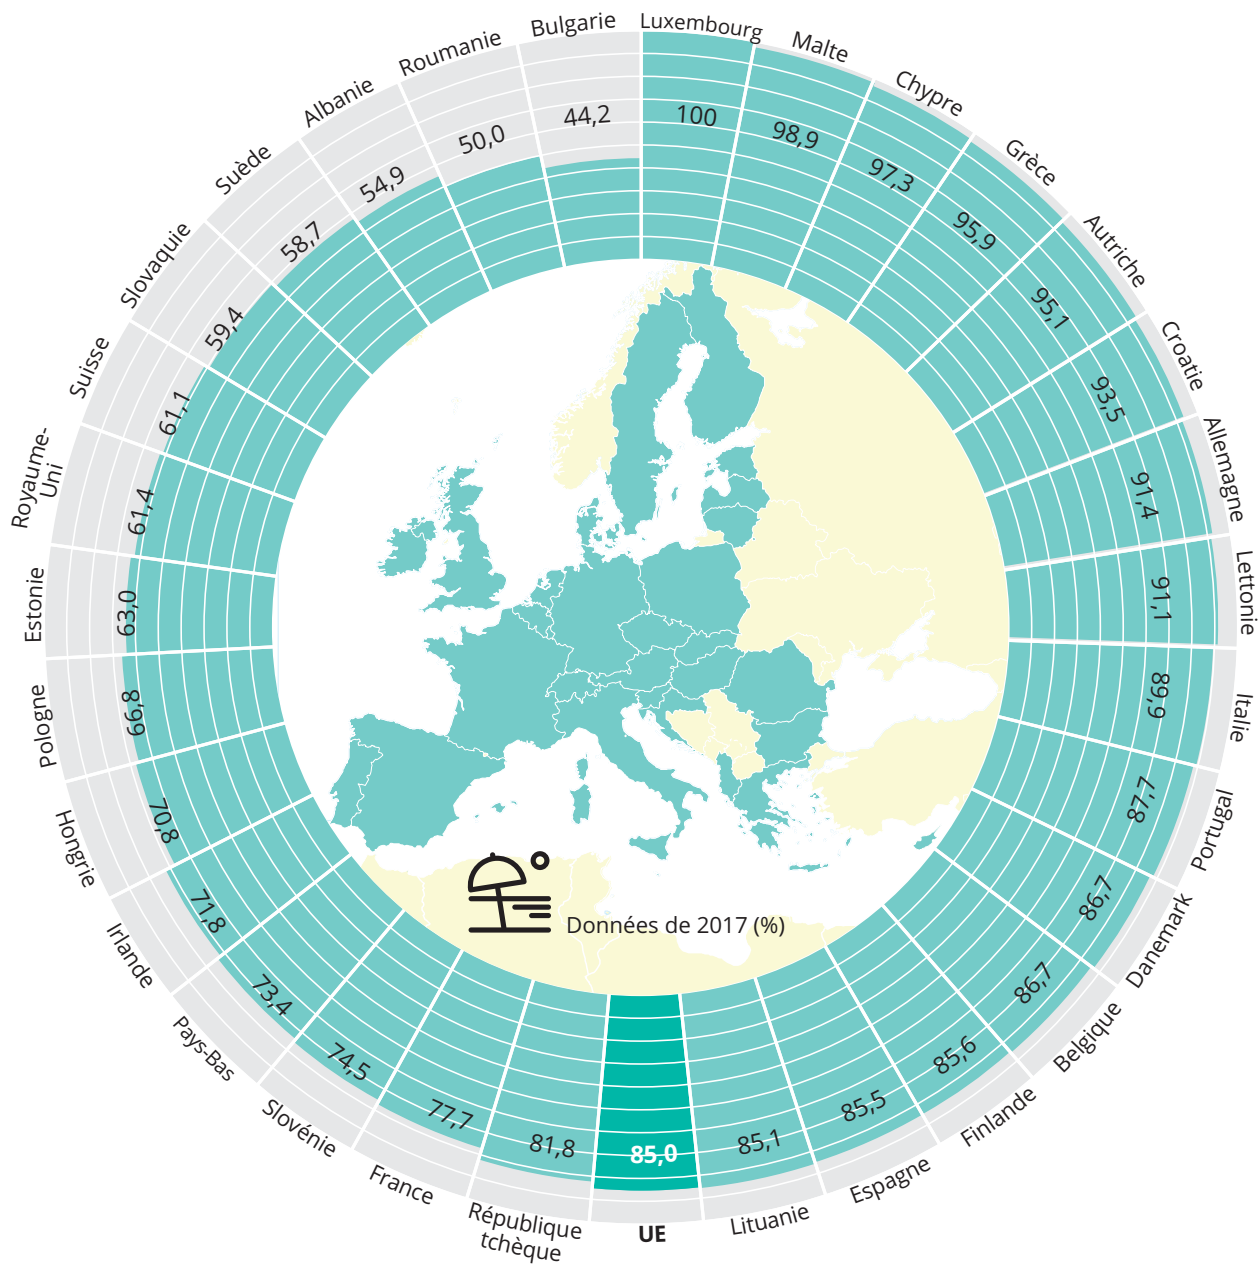 Luxembourg
100
Malte
98,9
Chypre
97,3
Grèce
95,9
Autriche
95,1
Croatie
93,5
Allemagne
91,4
Lettonie
91,1
Italie
89,9
Portugal
87,7
Danemark
86,7
Belgique
86,7
Finlande
85,6
Espagne
85,5
Lituanie
85,1
UE
85,0
République
tchèque
81,8
France
77,7
Slovénie
74,5
Pays-Bas
73,4
Irlande
71,8
Hongrie
70,8
Pologne
66,8
Estonie
63,0
Royaume-
Uni
61,4
Suisse
61,1
Slovaquie
59,4
Suède
58,7
Albanie
54,9
Roumanie
50,0
Bulgarie
44,2
Données de 2017 (%)